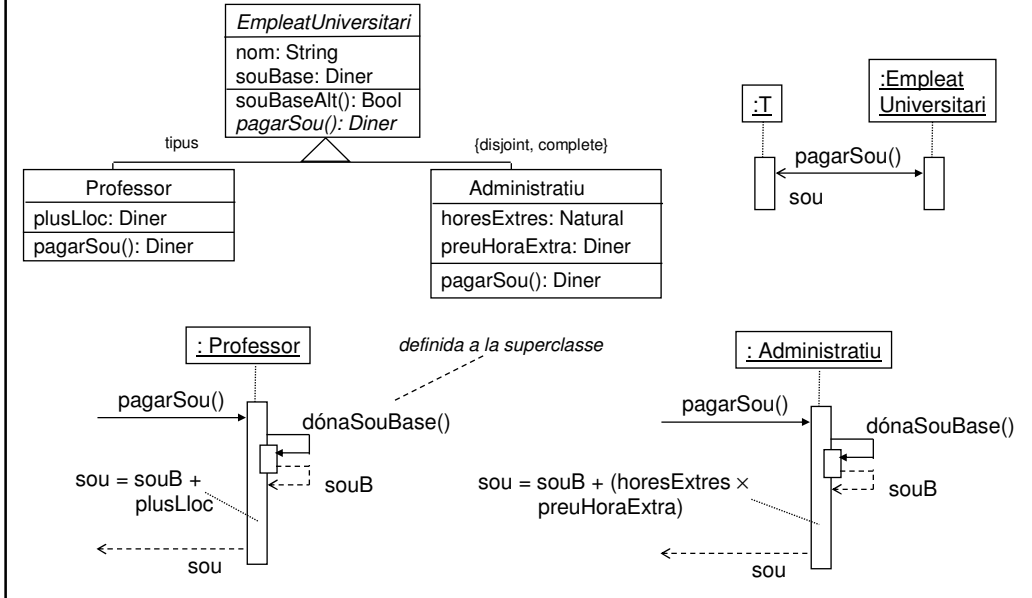 EmpleatUniversitari
nom: String
souBase: Diner
souBaseAlt(): Bool
pagarSou(): Diner
tipus
{disjoint, complete}
Professor
plusLloc: Diner
pagarSou(): Diner
Administratiu
horesExtres: Natural
preuHoraExtra: Diner
pagarSou(): Diner
:T
:Empleat
Universitari
pagarSou()
sou
: Professor
definida a la superclasse
pagarSou()
dónaSouBase()
souB
sou = souB +
plusLloc
sou
: Administratiu
pagarSou()
dónaSouBase()
souB
sou = souB + (horesExtres ×
preuHoraExtra)
sou